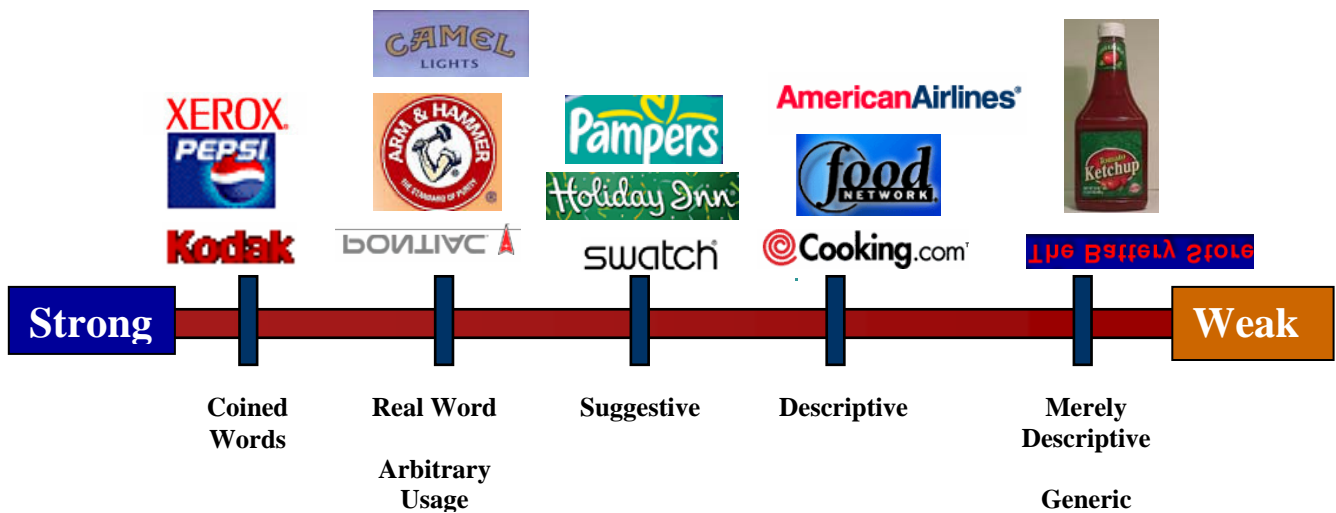 CAMEL
LIGHTS
XEROX®
PEPSI
Kodak
ARM & HAMMER
THE STANDARD OF PURITY
®
PONTIAC
Pampers
Holiday Inn®
swatch®
AmericanAirlines®
food
NETWORK
Cooking.com
Tomato
Ketchup
The Battery Store
Strong
Weak
Coined
Words
Real Word
Arbitrary
Usage
Suggestive
Descriptive
Merely
Descriptive
Generic